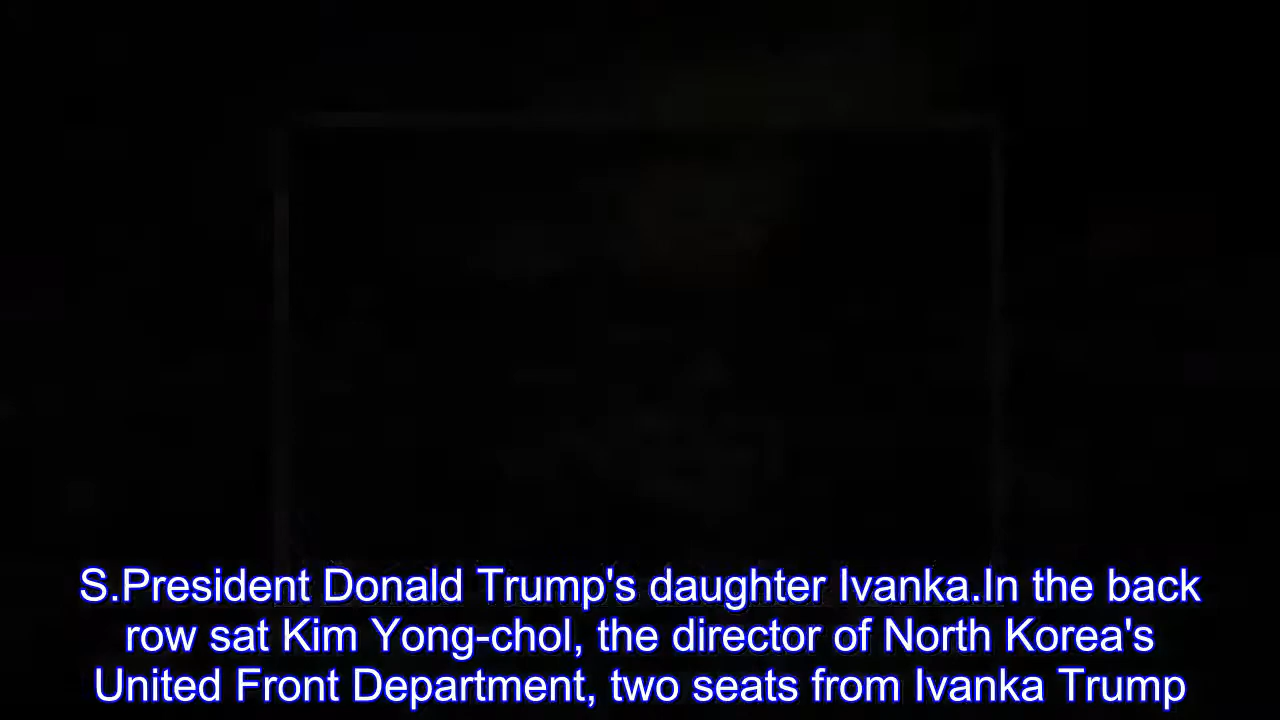 S.President Donald Trump's daughter Ivanka.In the back
row sat Kim Yong-chol, the director of North Korea's
United Front Department, two seats from Ivanka Trump